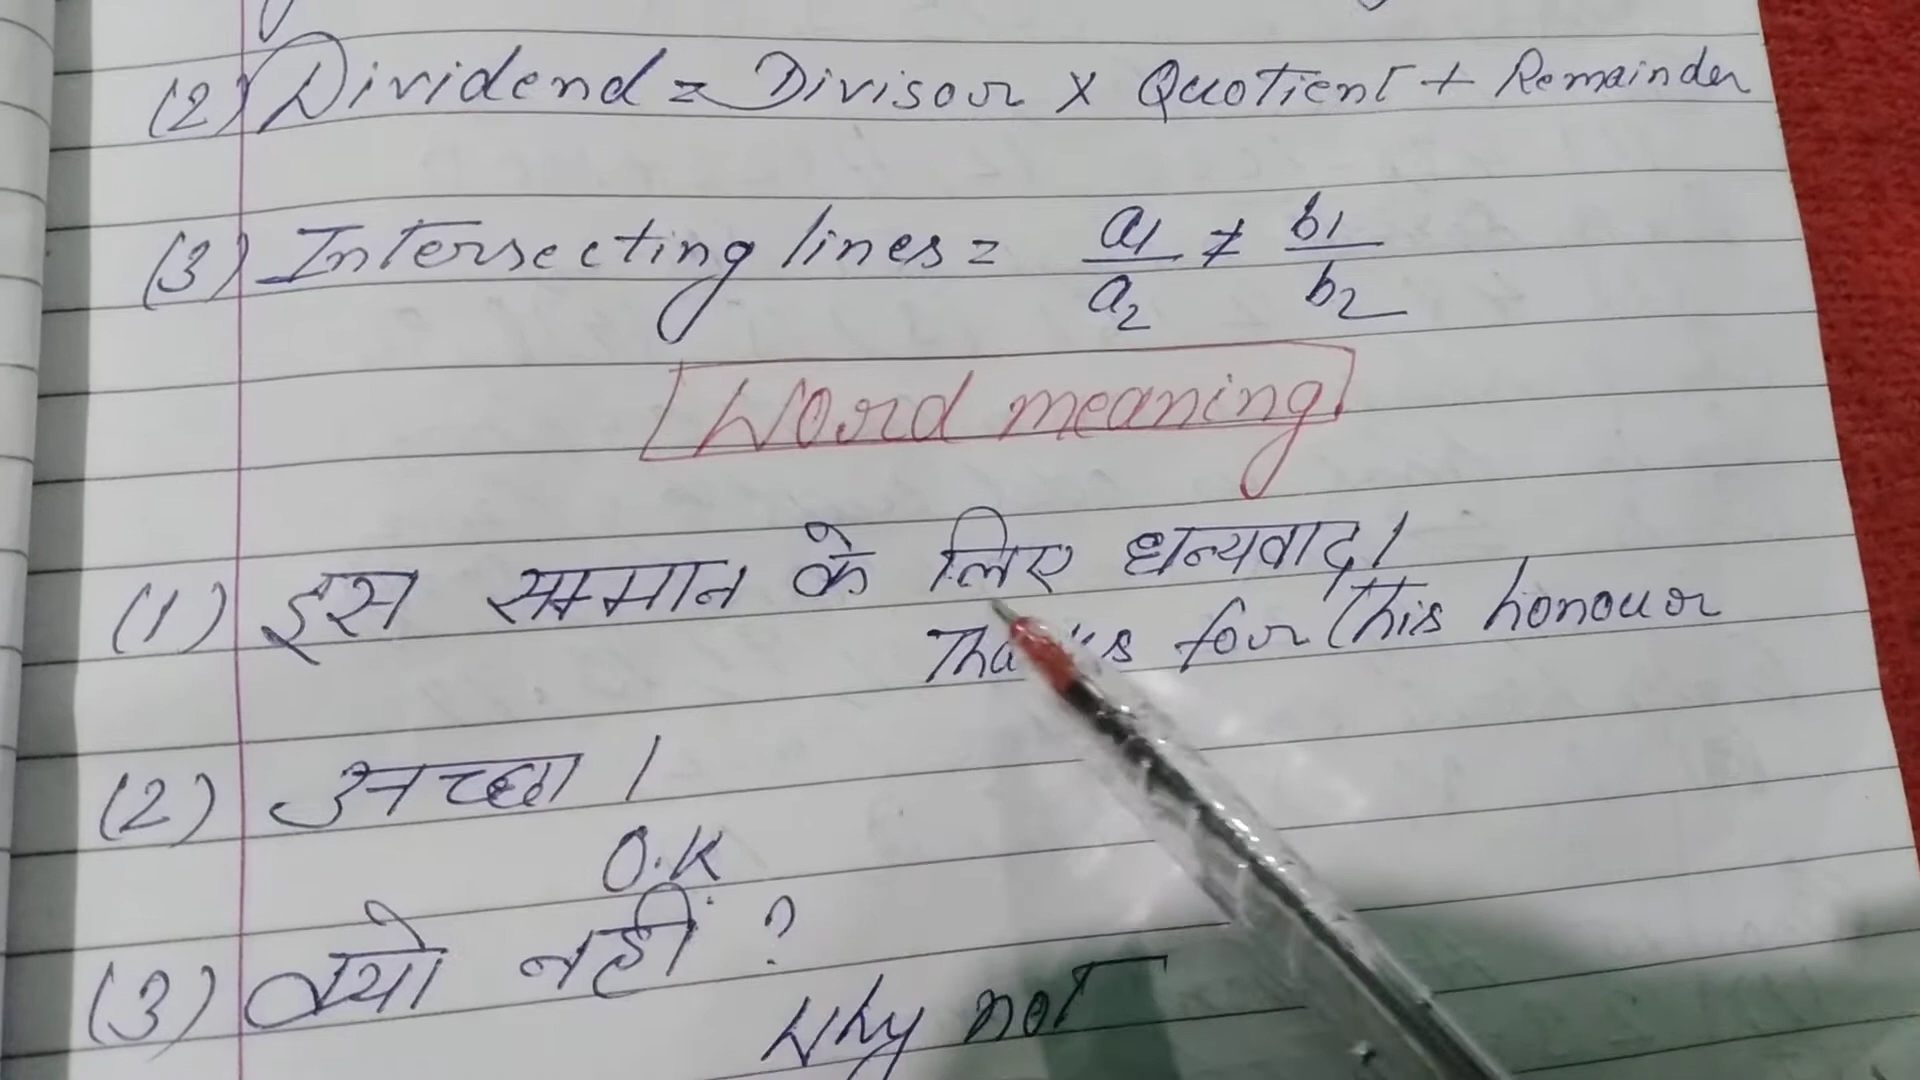 (2) Dividend = Divisor × Quotient + Remainder
(3) Intersecting lines = a1/a2 ≠ b1/b2
Word meaning
(1) इस सम्मान के लिए धन्यवाद।
Thanks for this honour
(2) अच्छा।
O.K
(3) क्यो नहीं ?
Why not